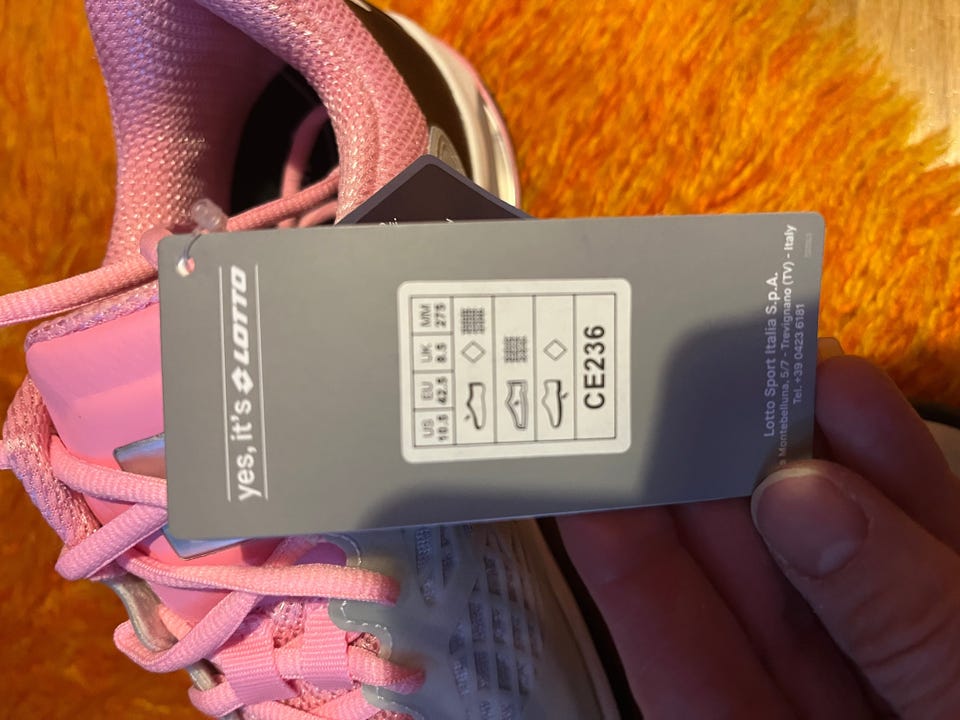 yes, it's LOTTO
US EU UK MM
10.5 42.5 8.5 275
CE236
Lotto Sport Italia S.p.A.
Montebelluna, 5/7 - Trevignano (TV) - Italy
Tel. +39 0423 6181